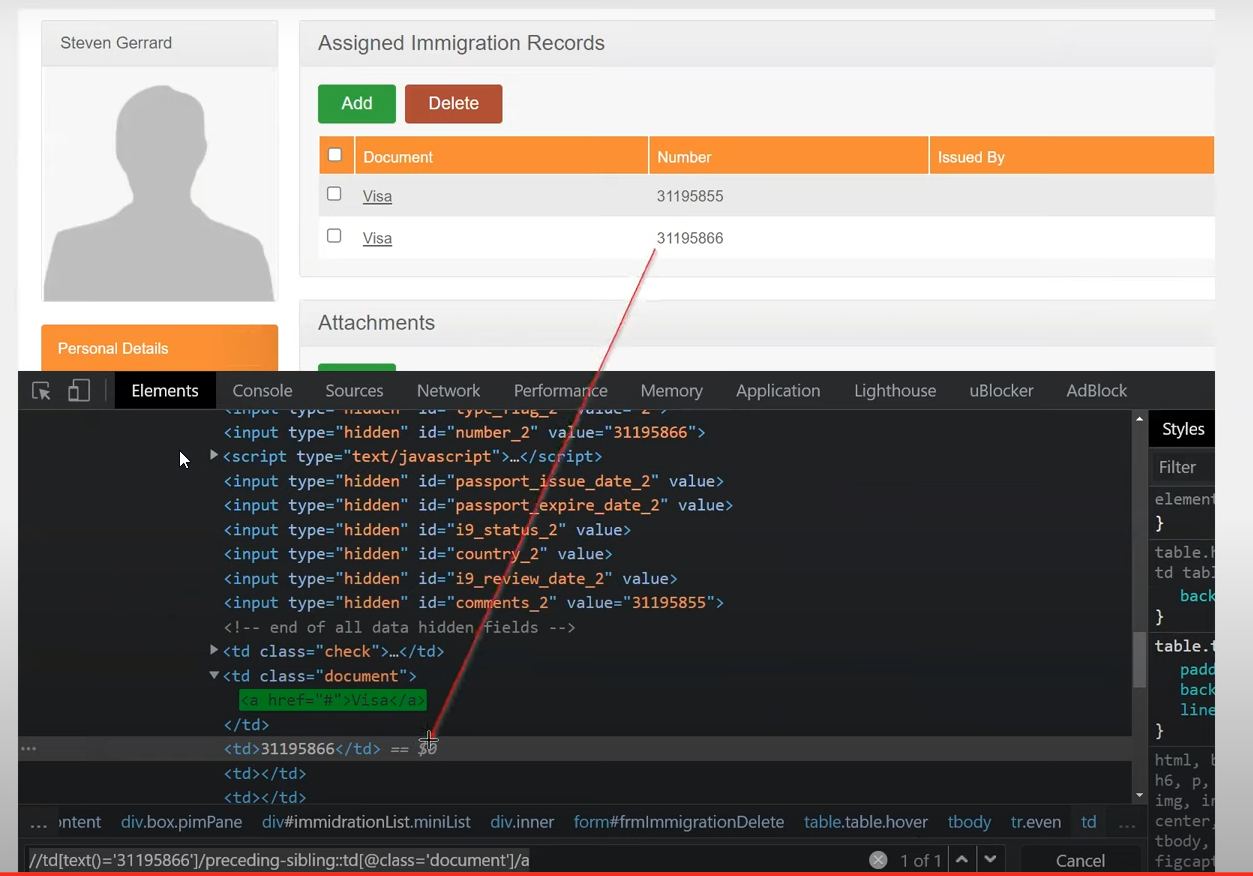 Steven Gerrard
Assigned Immigration Records
Add Delete
Document Number Issued By
Visa 31195855
Visa 31195866
Attachments
Personal Details
Elements Console Sources Network Performance Memory Application Lighthouse uBlocker AdBlock
<input type="hidden" id="type_flag_2" value="2">
<input type="hidden" id="number_2" value="31195866">
<script type="text/javascript">…</script>
<input type="hidden" id="passport_issue_date_2" value>
<input type="hidden" id="passport_expire_date_2" value>
<input type="hidden" id="i9_status_2" value>
<input type="hidden" id="country_2" value>
<input type="hidden" id="i9_review_date_2" value>
<input type="hidden" id="comments_2" value="31195855">
<!-- end of all data hidden fields -->
<td class="check">…</td>
<td class="document">
<a href="#">Visa</a>
</td>
<td>31195866</td> == $0
<td></td>
<td></td>
Styles
Filter
element
}
table.h
td tabl
back
}
table.t
padd
back
line
}
html, b
h6, p,
img, in
center,
tbody,
figcapt
... ontent div.box.pimPane div#immidrationList.miniList div.inner form#frmImmigrationDelete table.table.hover tbody tr.even td ...
//td[text()='31195866']/preceding-sibling::td[@class='document']/a 1 of 1 Cancel